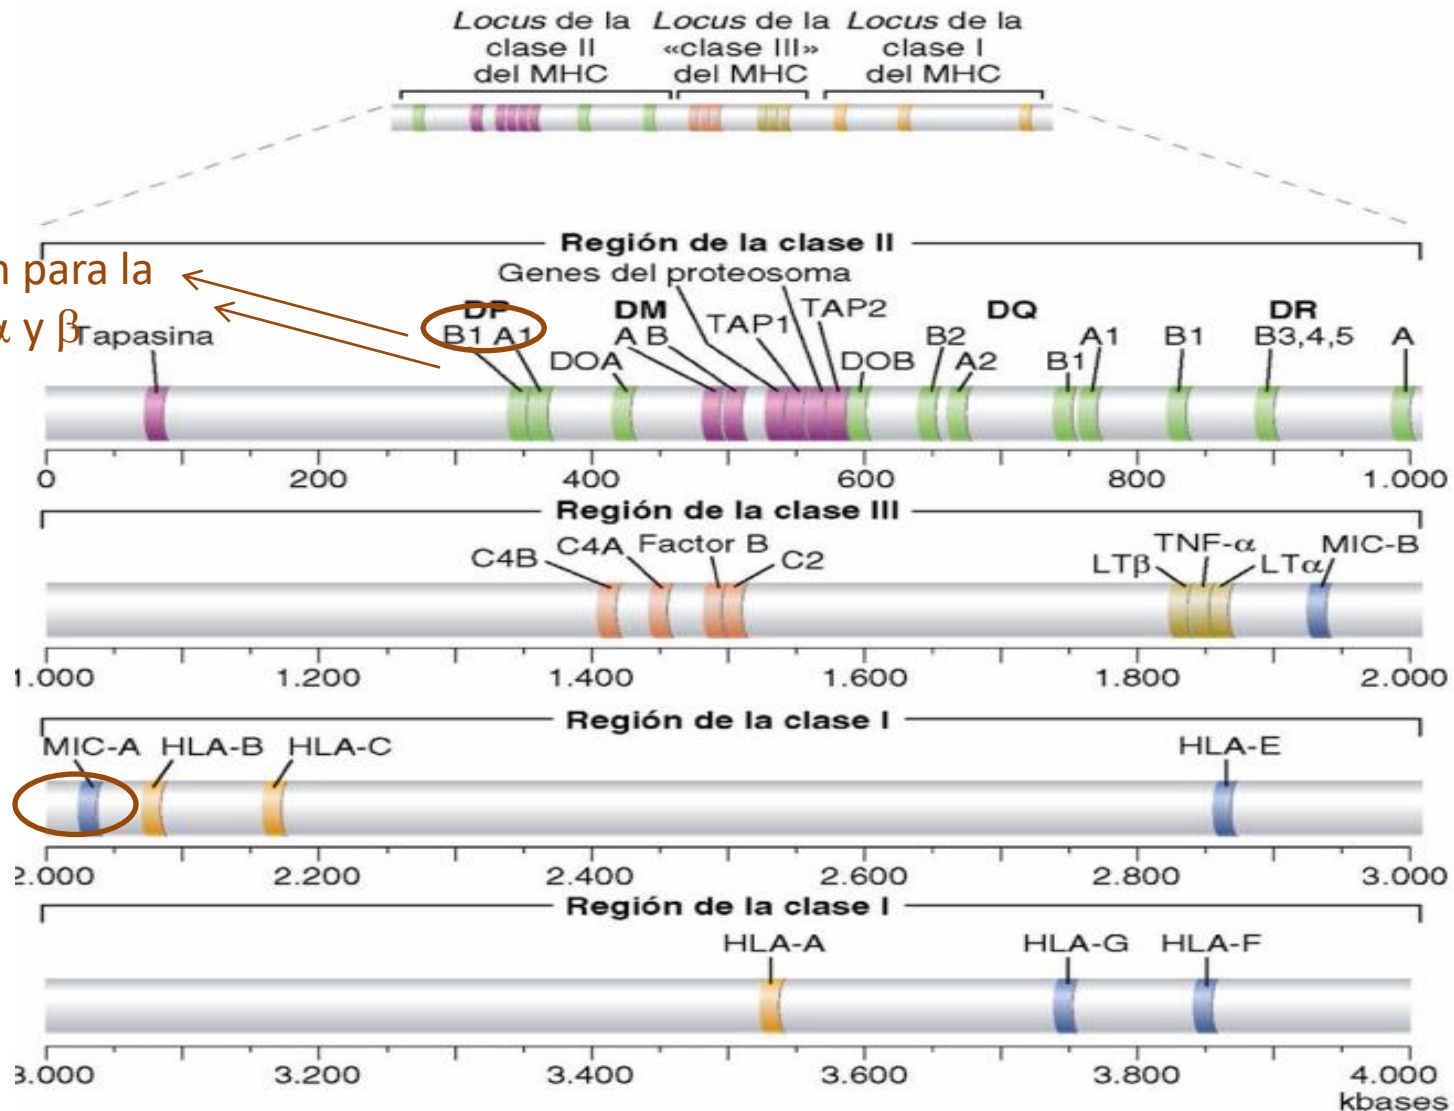 Locus de la clase II del MHC
Locus de la «clase III» del MHC
Locus de la clase I del MHC
Región de la clase II
para la
α y β
Genes del proteosoma
DP
DM
TAP1
TAP2
DQ
DR
Tapasina
B1 A1
DOA
A B
DOB
B2
A2
B1
A1
B1
B3,4,5
A
0 200 400 600 800 1.000
Región de la clase III
C4B
C4A
Factor B
C2
LTβ
TNF-α
LTα
MIC-B
1.000 1.200 1.400 1.600 1.800 2.000
Región de la clase I
MIC-A HLA-B HLA-C HLA-E
2.000 2.200 2.400 2.600 2.800 3.000
Región de la clase I
HLA-A HLA-G HLA-F
3.000 3.200 3.400 3.600 3.800 4.000
kbases